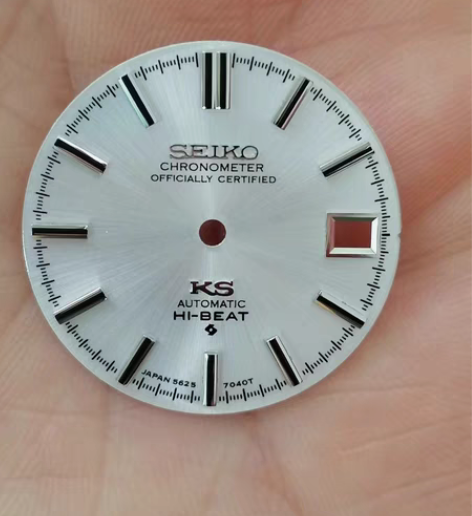 SEIKO
CHRONOMETER
OFFICIALLY CERTIFIED
KS
AUTOMATIC
HI-BEAT
JAPAN 5625 7040T